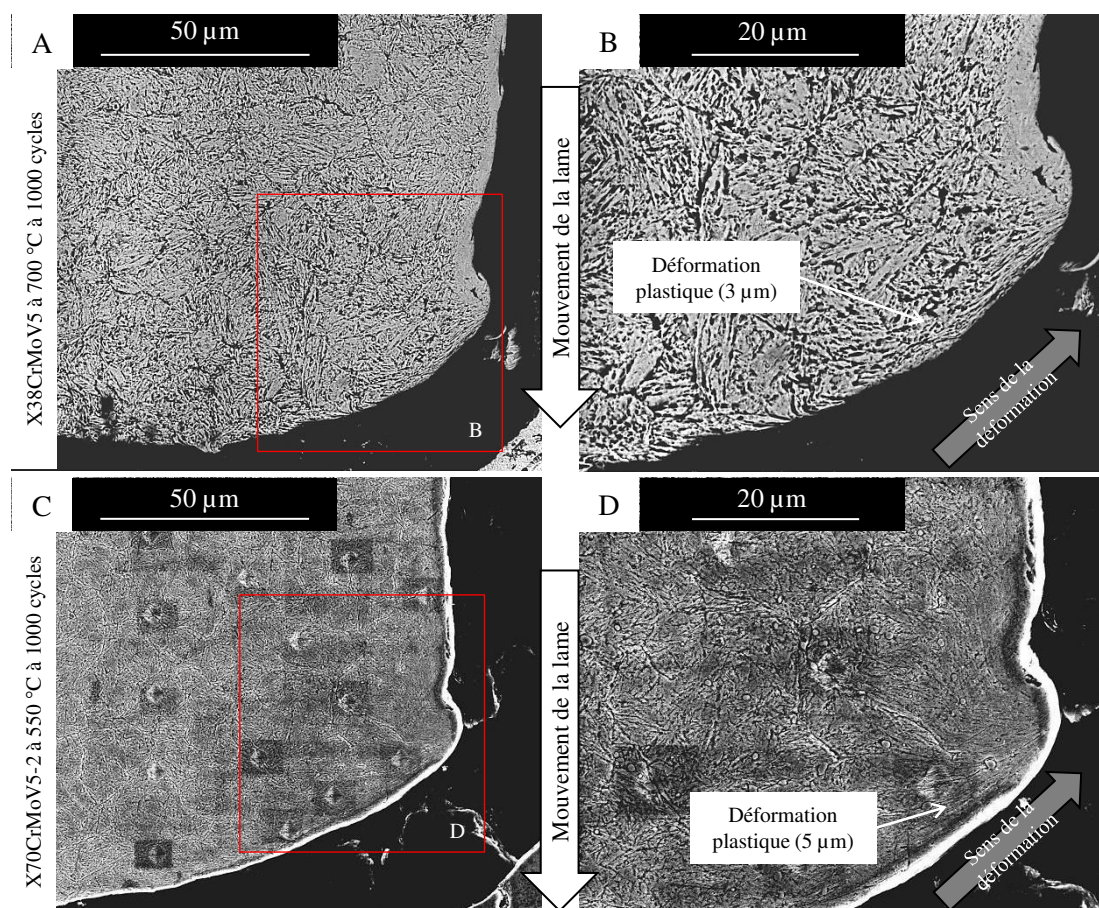 A
50 µm
B
20 µm
X38CrMoV5 à 700 °C à 1000 cycles
Mouvement de la lame
Déformation
plastique (3 µm)
Sens de la
déformation
B
C
50 µm
D
20 µm
X70CrMoV5-2 à 550 °C à 1000 cycles
Mouvement de la lame
Déformation
plastique (5 µm)
Sens de la
déformation
D